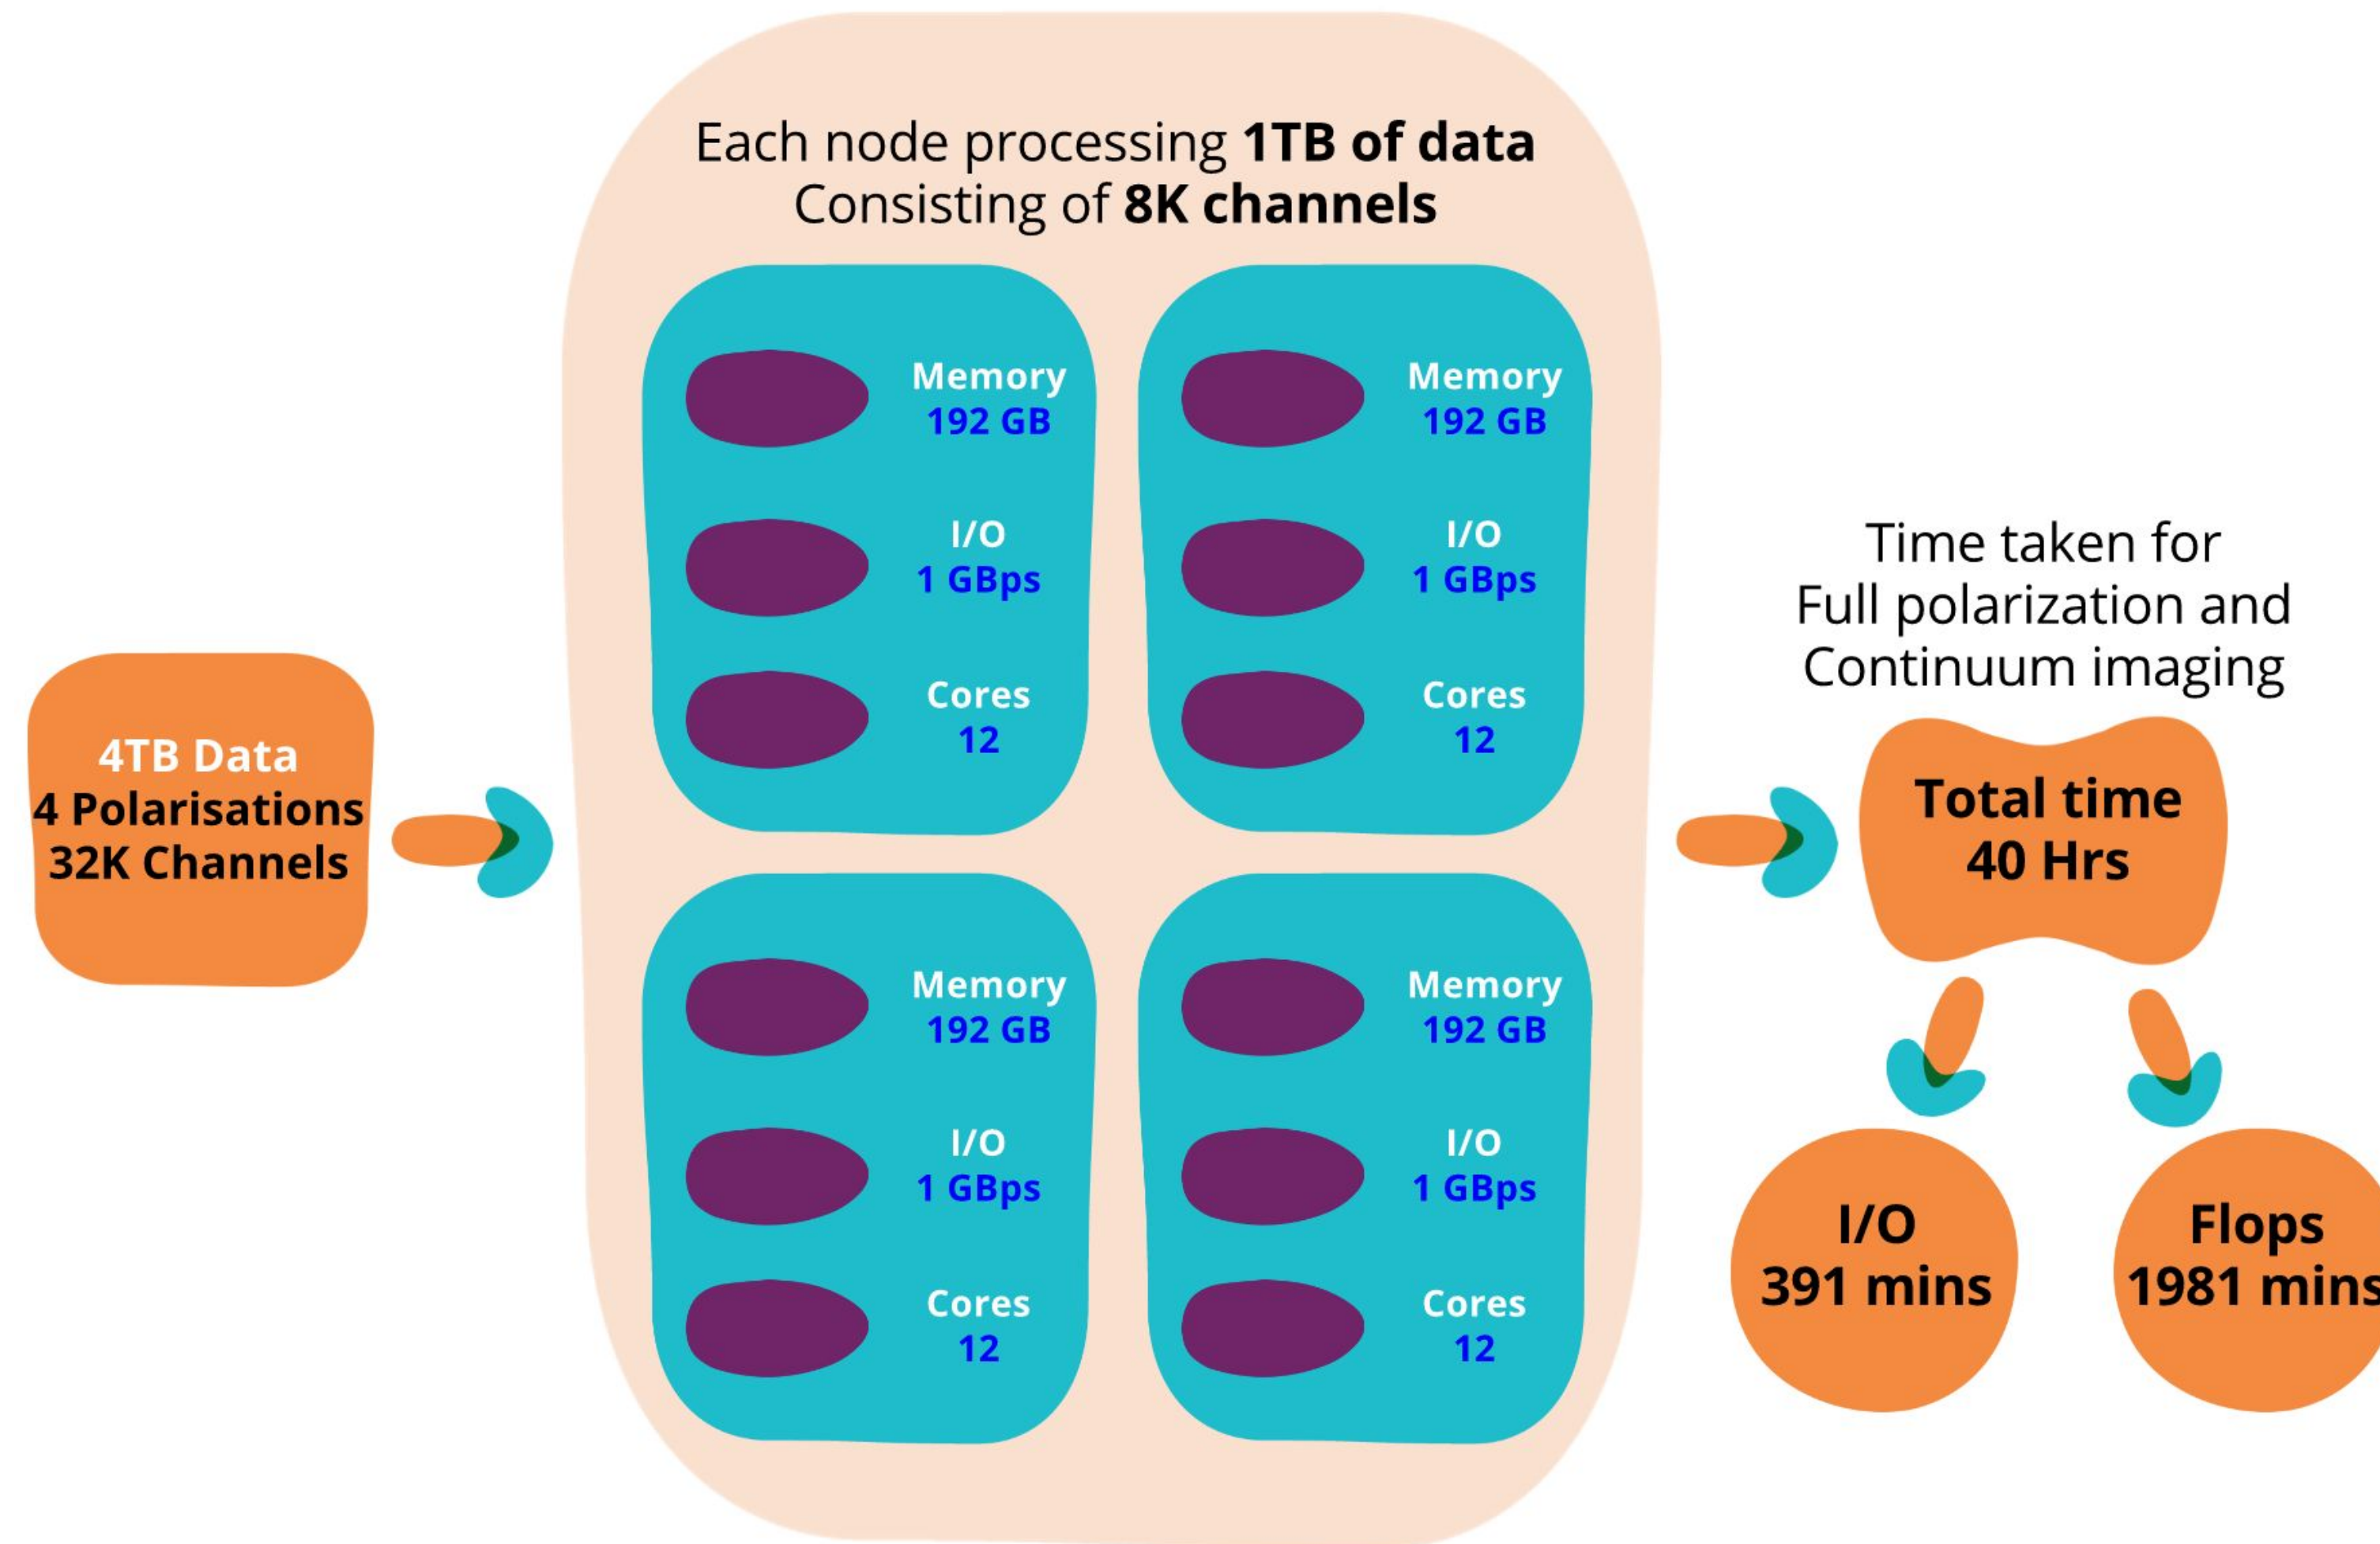 Each node processing 1TB of data
Consisting of 8K channels
Memory
192 GB
I/O
1 GBps
Cores
12
Memory
192 GB
I/O
1 GBps
Cores
12
Memory
192 GB
I/O
1 GBps
Cores
12
Memory
192 GB
I/O
1 GBps
Cores
12
4TB Data
4 Polarisations
32K Channels
Time taken for
Full polarization and
Continuum imaging
Total time
40 Hrs
I/O
391 mins
Flops
1981 mins